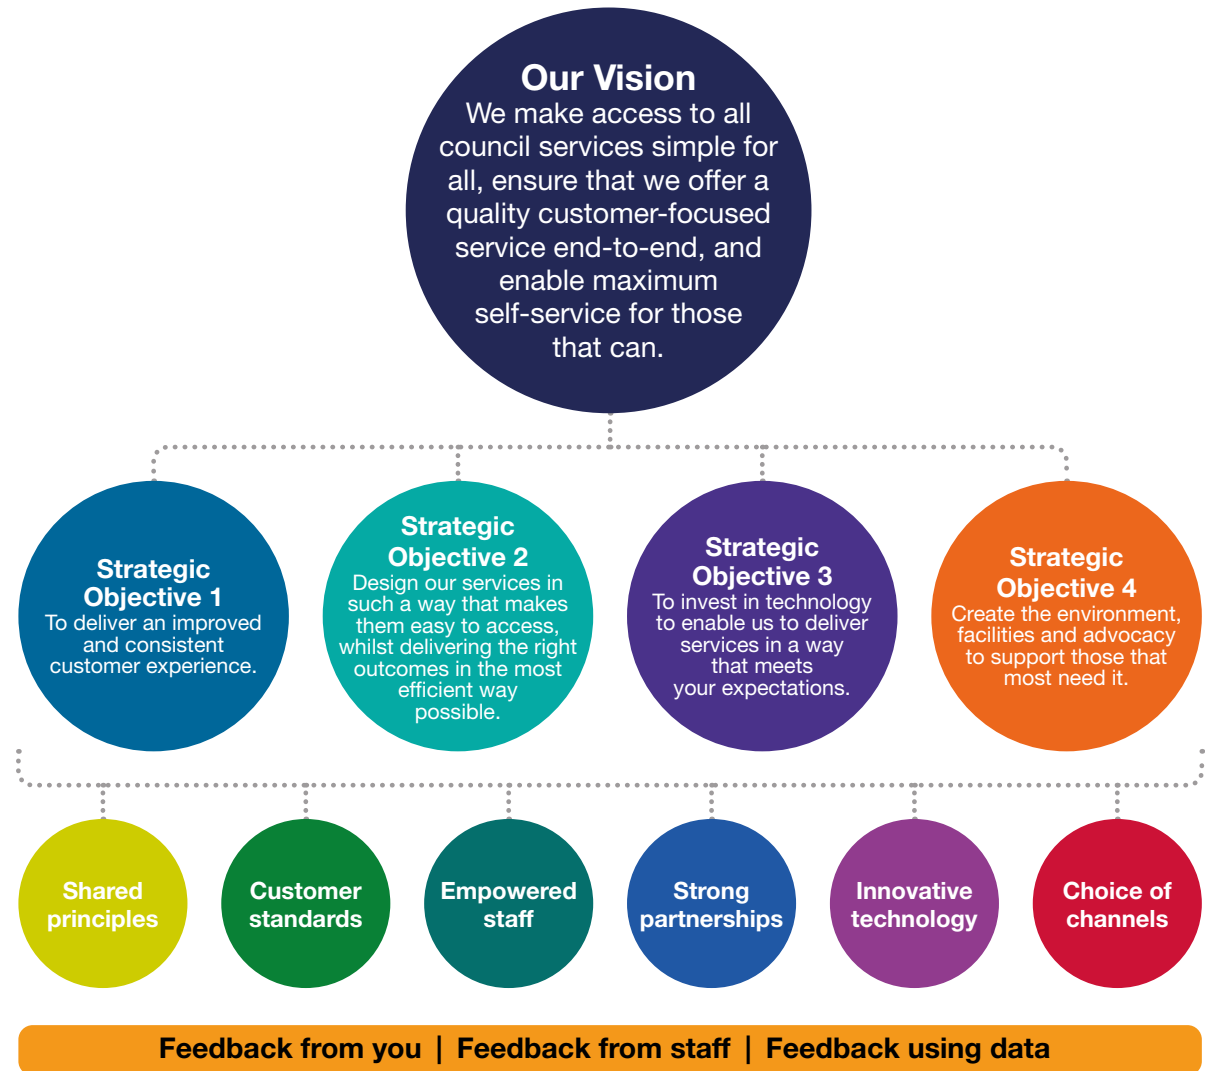 Our Vision
We make access to all
council services simple for
all, ensure that we offer a
quality customer-focused
service end-to-end, and
enable maximum
self-service for those
that can.
Strategic
Objective 1
To deliver an improved
and consistent
customer experience.
Strategic
Objective 2
Design our services in
such a way that makes
them easy to access,
whilst delivering the right
outcomes in the most
efficient way
possible.
Strategic
Objective 3
To invest in technology
to enable us to deliver
services in a way
that meets
your expectations.
Strategic
Objective 4
Create the environment,
facilities and advocacy
to support those that
most need it.
Shared
principles
Customer
standards
Empowered
staff
Strong
partnerships
Innovative
technology
Choice of
channels
Feedback from you | Feedback from staff | Feedback using data